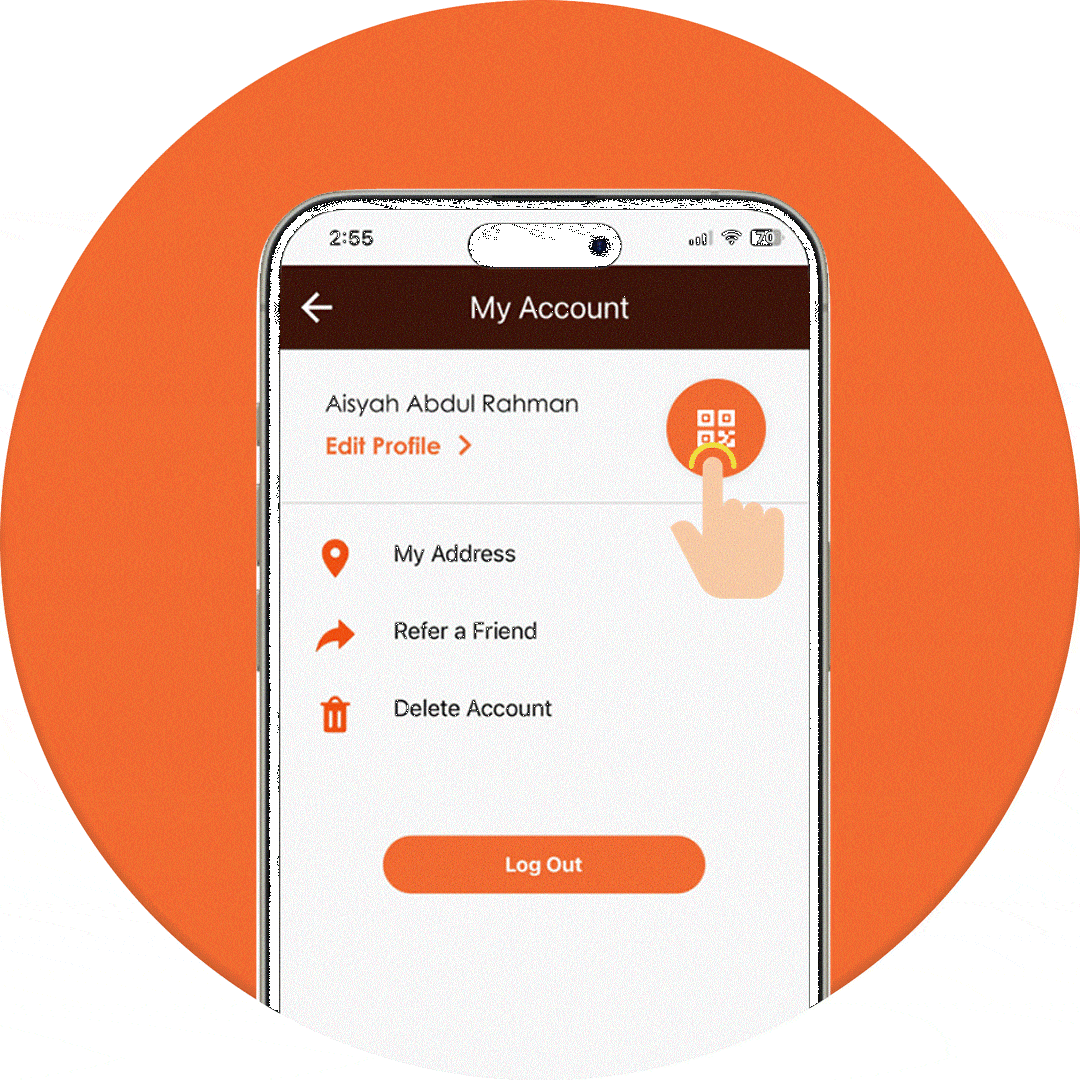 2:55
70
My Account
Aisyah Abdul Rahman
Edit Profile
My Address
Refer a Friend
Delete Account
Log Out